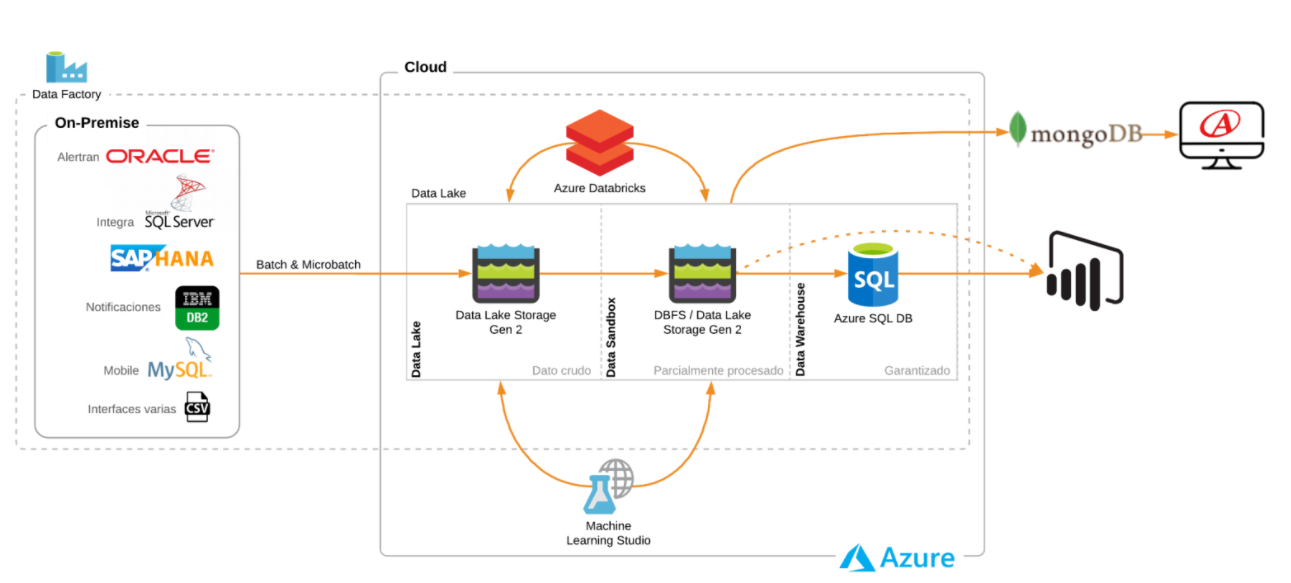 Cloud
Data Factory
On-Premise
Alertran ORACLE
Microsoft
Integra SQL Server
SAP HANA
Notificaciones IBM
DB2
Mobile MySQL
Interfaces varias CSV
Batch & Microbatch
Azure Databricks
Data Lake
Data Lake Storage
Gen 2
Data Lake
Dato crudo
DBFS / Data Lake
Storage Gen 2
Data Sandbox
Parcialmente procesado
SQL
Azure SQL DB
Data Warehouse
Garantizado
Machine
Learning Studio
Azure
mongoDB
A